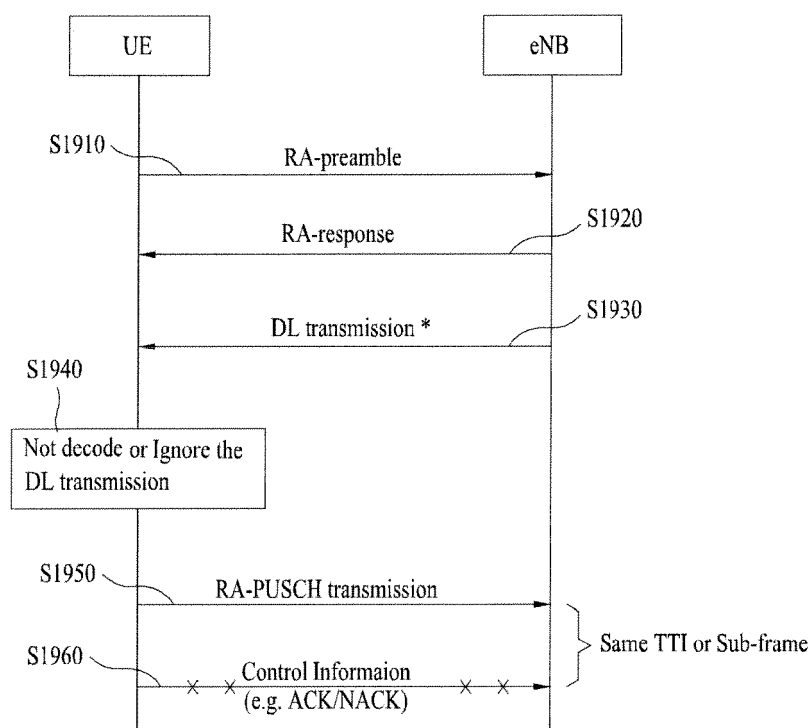 UE
eNB
S1910
RA-preamble
S1920
RA-response
S1930
DL transmission *
S1940
Not decode or Ignore the
DL transmission
S1950
RA-PUSCH transmission
Same TTI or Sub-frame
S1960
Control Informaion
(e.g. ACK/NACK)